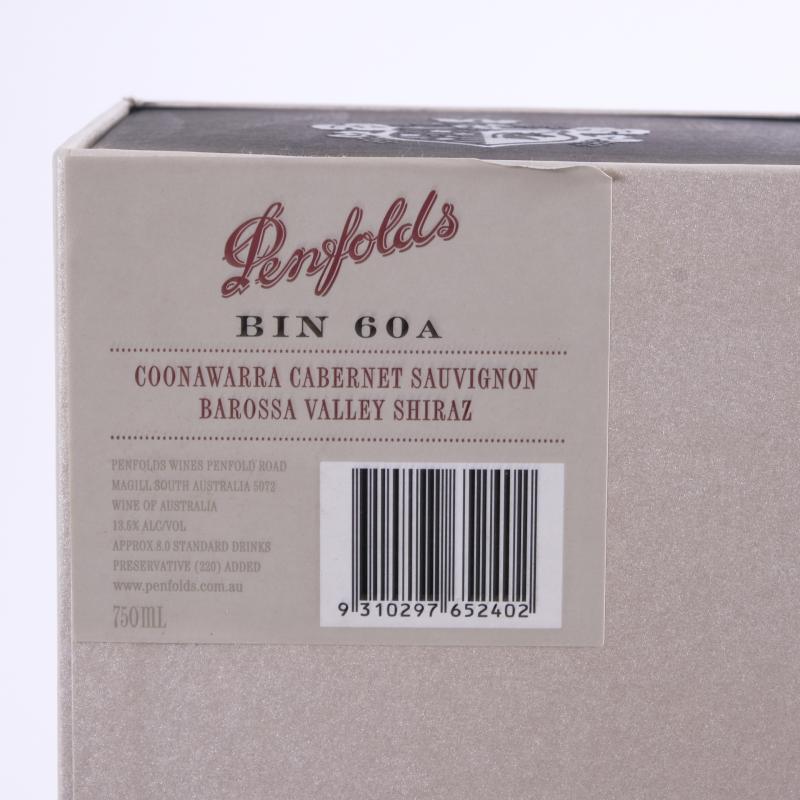 Penfolds
BIN 60A
COONAWARRA CABERNET SAUVIGNON
BAROSSA VALLEY SHIRAZ
PENFOLDS WINES PENFOLD ROAD
MAGILL SOUTH AUSTRALIA 5072
WINE OF AUSTRALIA
13.5% ALC/VOL
APPROX 8.0 STANDARD DRINKS
PRESERVATIVE (220) ADDED
www.penfolds.com.au
750ML
9 310297 652402